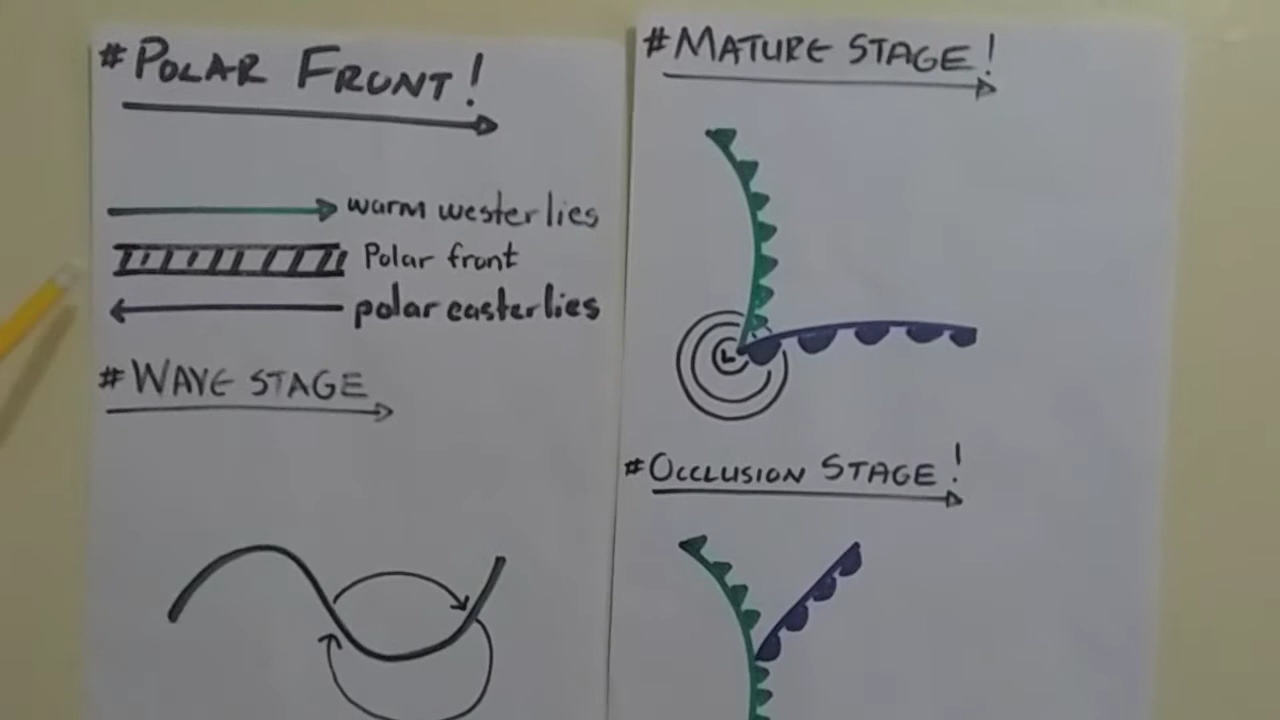 #POLAR FRONT!
warm westerlies
Polar front
polar easterlies
#WAVE STAGE
#MATURE STAGE!
L
#OCCLUSION STAGE!